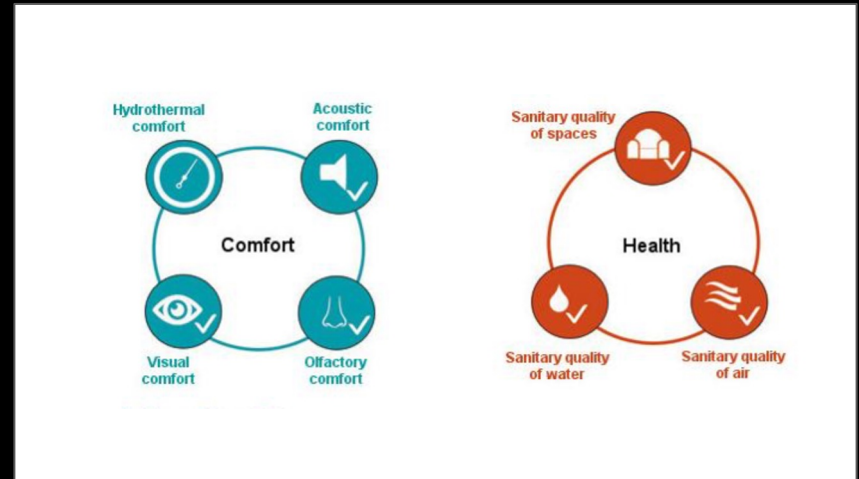 Hydrothermal
comfort
Acoustic
comfort
Comfort
Visual
comfort
Olfactory
comfort
Sanitary quality
of spaces
Health
Sanitary quality
of water
Sanitary quality
of air